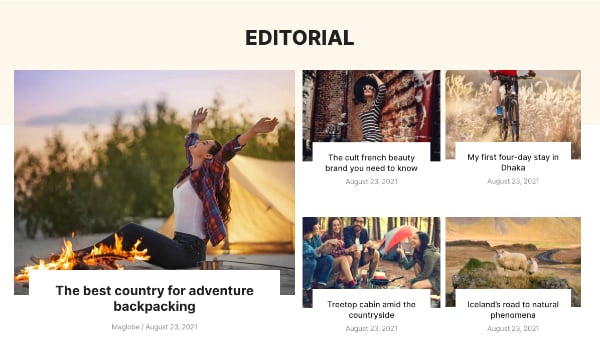 EDITORIAL
The best country for adventure
backpacking
Maglobe / August 23, 2021
The cult french beauty
brand you need to know
August 23, 2021
My first four-day stay in
Dhaka
August 23, 2021
Treetop cabin amid the
countryside
August 23, 2021
Iceland's road to natural
phenomena
August 23, 2021